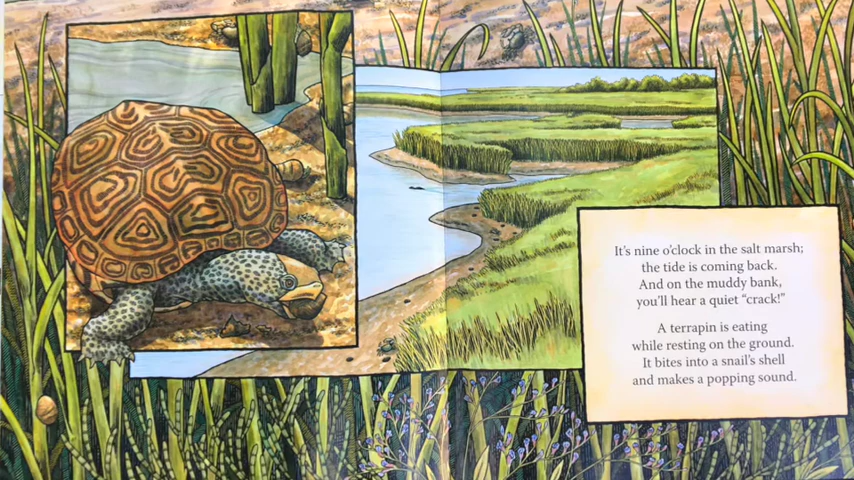 It's nine o'clock in the salt marsh;
the tide is coming back.
And on the muddy bank,
you'll hear a quiet "crack!"
A terrapin is eating
while resting on the ground.
It bites into a snail's shell
and makes a popping sound.